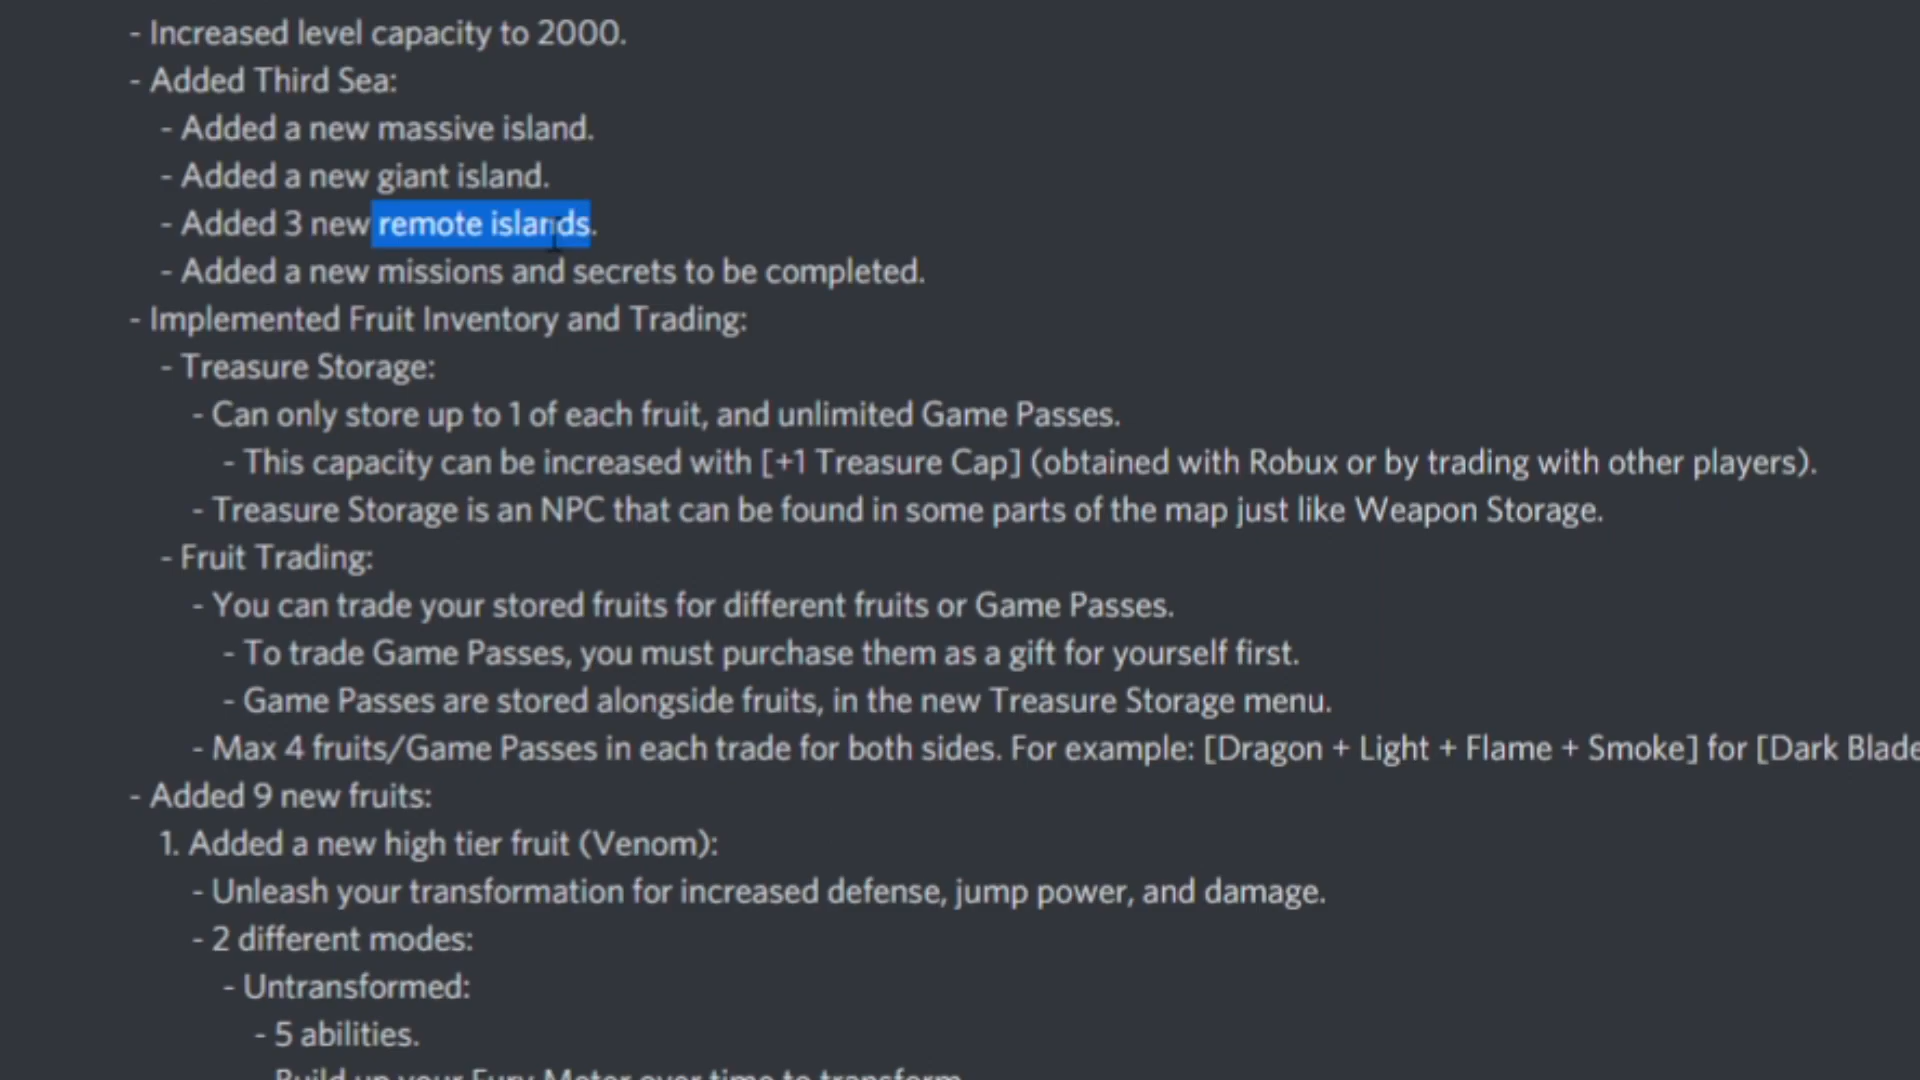 - Increased level capacity to 2000.
- Added Third Sea:
- Added a new massive island.
- Added a new giant island.
- Added 3 new remote islands.
- Added a new missions and secrets to be completed.
- Implemented Fruit Inventory and Trading:
- Treasure Storage:
- Can only store up to 1 of each fruit, and unlimited Game Passes.
- This capacity can be increased with [+1 Treasure Cap] (obtained with Robux or by trading with other players).
- Treasure Storage is an NPC that can be found in some parts of the map just like Weapon Storage.
- Fruit Trading:
- You can trade your stored fruits for different fruits or Game Passes.
- To trade Game Passes, you must purchase them as a gift for yourself first.
- Game Passes are stored alongside fruits, in the new Treasure Storage menu.
- Max 4 fruits/Game Passes in each trade for both sides. For example: [Dragon + Light + Flame + Smoke] for [Dark Blade
- Added 9 new fruits:
1. Added a new high tier fruit (Venom):
- Unleash your transformation for increased defense, jump power, and damage.
- 2 different modes:
- Untransformed:
- 5 abilities.
Build up your Fury Meter over time to transform